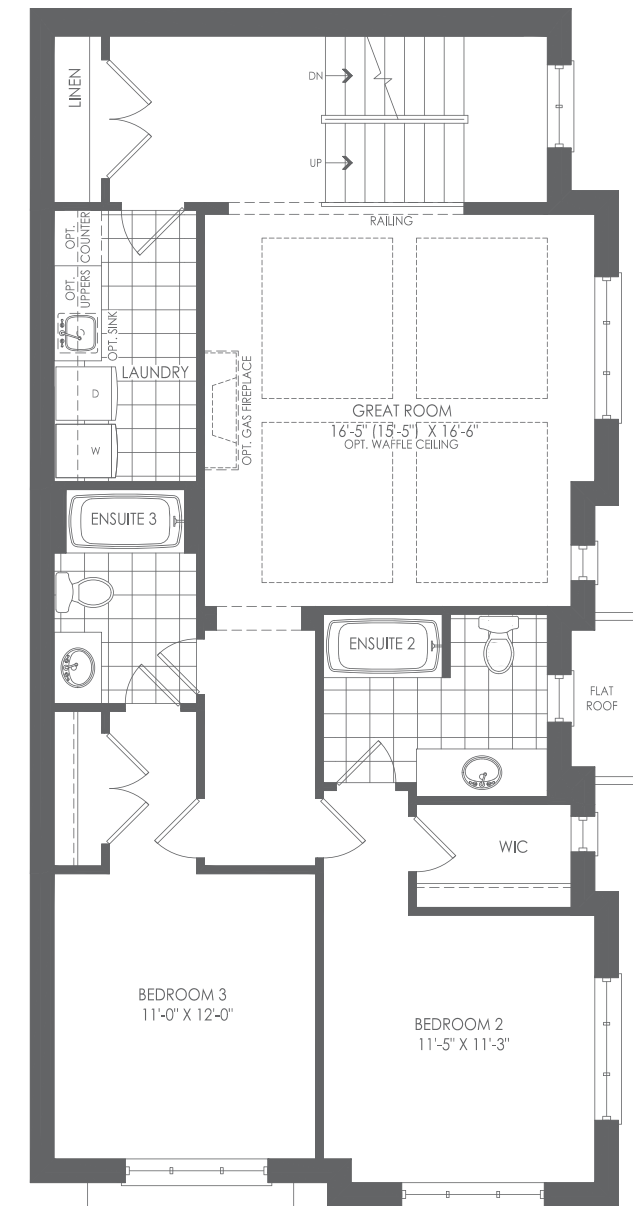 LINEN
DN
UP
RAILING
OPT.
COUNTER
OPT.
UPPERS
OPT. SINK
LAUNDRY
D
W
OPT. GAS FIREPLACE
GREAT ROOM
16'-5" (15'-5") X 16'-6"
OPT. WAFFLE CEILING
ENSUITE 3
ENSUITE 2
FLAT
ROOF
WIC
BEDROOM 3
11'-0" X 12'-0"
BEDROOM 2
11'-5" X 11'-3"